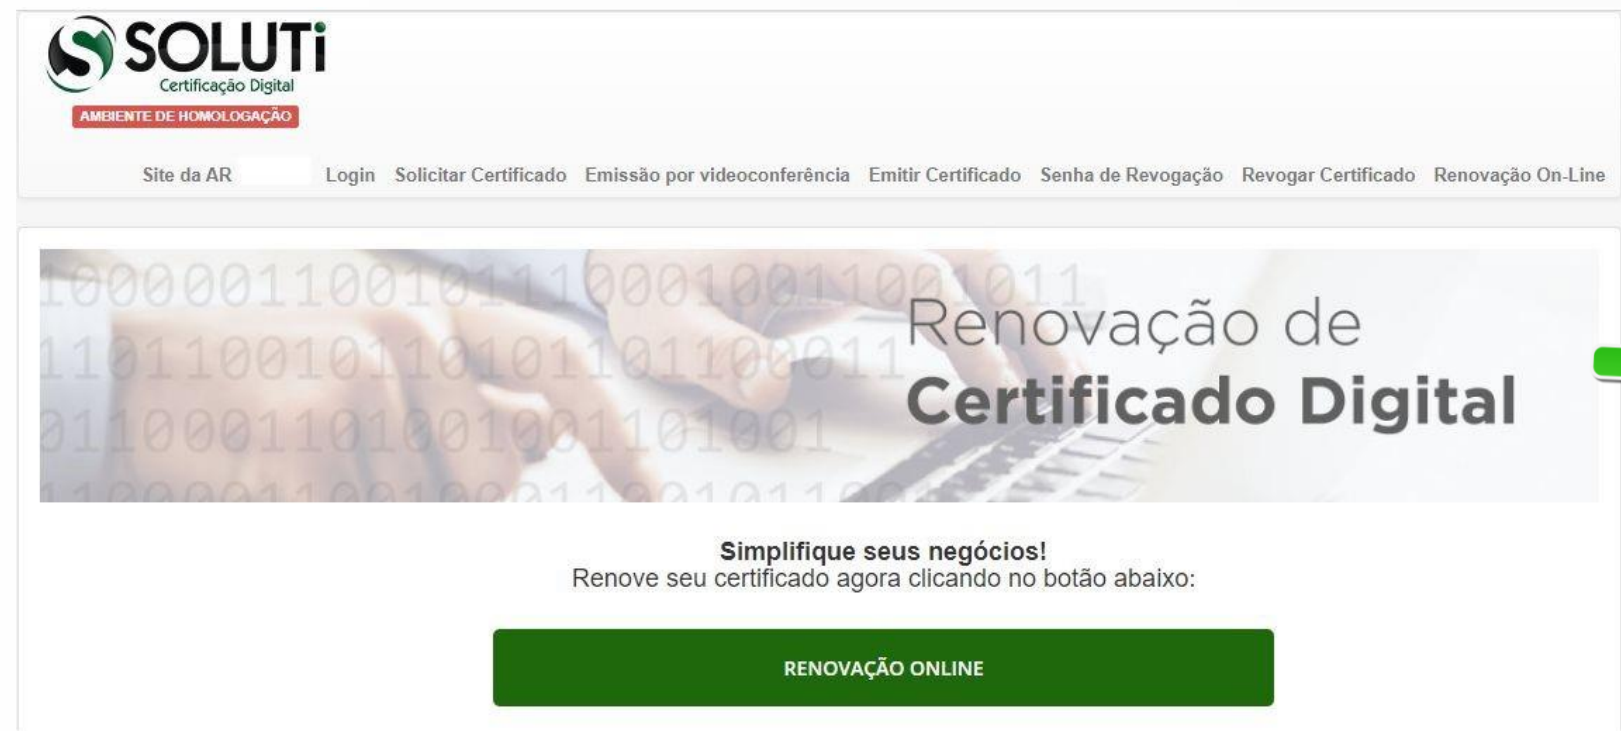 SOLUTi
Certificação Digital
AMBIENTE DE HOMOLOGAÇÃO
Site da AR Login Solicitar Certificado Emissão por videoconferência Emitir Certificado Senha de Revogação Revogar Certificado Renovação On-Line
Renovação de
Certificado Digital
Simplifique seus negócios!
Renove seu certificado agora clicando no botão abaixo:
RENOVAÇÃO ONLINE